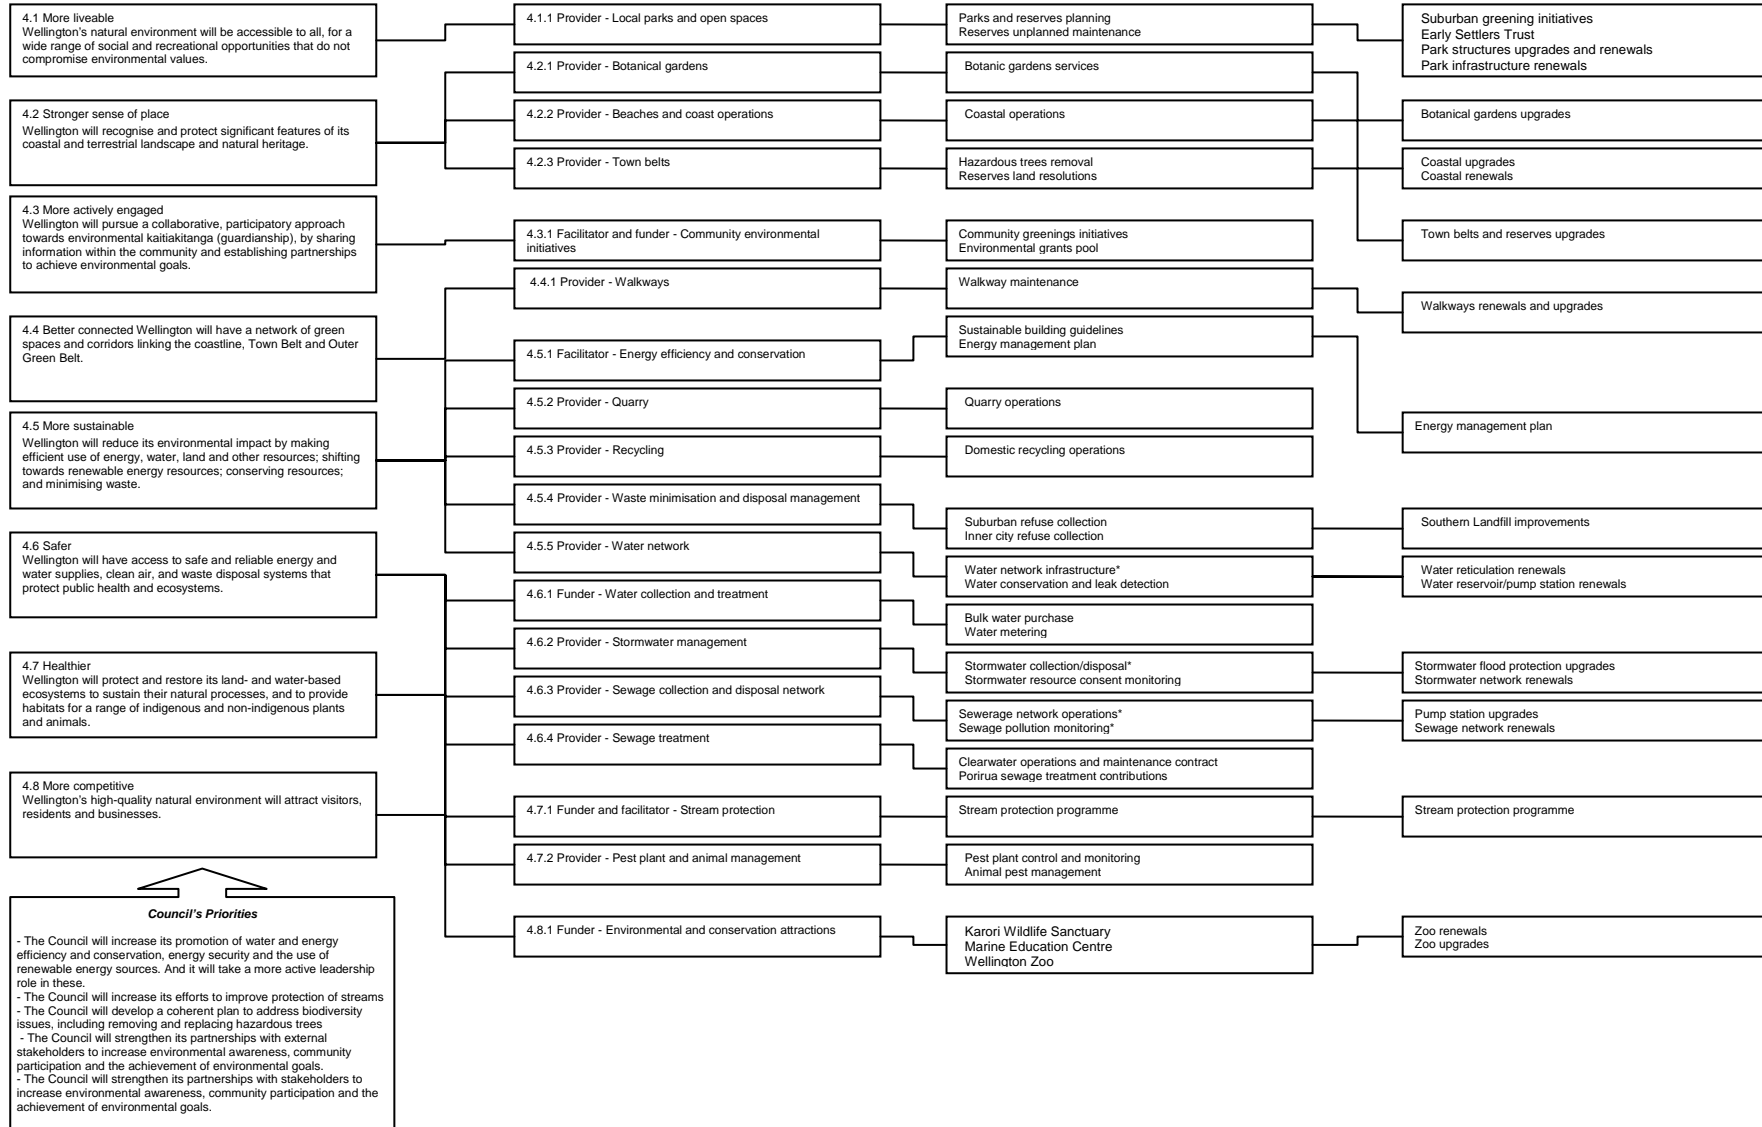 4.1 More liveable
Wellington's natural environment will be accessible to all, for a
wide range of social and recreational opportunities that do not
compromise environmental values.
4.2 Stronger sense of place
Wellington will recognise and protect significant features of its
coastal and terrestrial landscape and natural heritage.
4.3 More actively engaged
Wellington will pursue a collaborative, participatory approach
towards environmental kaitiakitanga (guardianship), by sharing
information within the community and establishing partnerships
to achieve environmental goals.
4.4 Better connected Wellington will have a network of green
spaces and corridors linking the coastline, Town Belt and Outer
Green Belt.
4.5 More sustainable
Wellington will reduce its environmental impact by making
efficient use of energy, water, land and other resources; shifting
towards renewable energy resources; conserving resources;
and minimising waste.
4.6 Safer
Wellington will have access to safe and reliable energy and
water supplies, clean air, and waste disposal systems that
protect public health and ecosystems.
4.7 Healthier
Wellington will protect and restore its land- and water-based
ecosystems to sustain their natural processes, and to provide
habitats for a range of indigenous and non-indigenous plants
and animals.
4.8 More competitive
Wellington's high-quality natural environment will attract visitors,
residents and businesses.
Council's Priorities
- The Council will increase its promotion of water and energy
efficiency and conservation, energy security and the use of
renewable energy sources. And it will take a more active leadership
role in these.
- The Council will increase its efforts to improve protection of streams
- The Council will develop a coherent plan to address biodiversity
issues, including removing and replacing hazardous trees
- The Council will strengthen its partnerships with external
stakeholders to increase environmental awareness, community
participation and the achievement of environmental goals.
- The Council will strengthen its partnerships with stakeholders to
increase environmental awareness, community participation and the
achievement of environmental goals.
4.1.1 Provider - Local parks and open spaces
4.2.1 Provider - Botanical gardens
4.2.2 Provider - Beaches and coast operations
4.2.3 Provider - Town belts
4.3.1 Facilitator and funder - Community environmental
initiatives
4.4.1 Provider - Walkways
4.5.1 Facilitator - Energy efficiency and conservation
4.5.2 Provider - Quarry
4.5.3 Provider - Recycling
4.5.4 Provider - Waste minimisation and disposal management
4.5.5 Provider - Water network
4.6.1 Funder - Water collection and treatment
4.6.2 Provider - Stormwater management
4.6.3 Provider - Sewage collection and disposal network
4.6.4 Provider - Sewage treatment
4.7.1 Funder and facilitator - Stream protection
4.7.2 Provider - Pest plant and animal management
4.8.1 Funder - Environmental and conservation attractions
Parks and reserves planning
Reserves unplanned maintenance
Botanic gardens services
Coastal operations
Hazardous trees removal
Reserves land resolutions
Community greenings initiatives
Environmental grants pool
Walkway maintenance
Sustainable building guidelines
Energy management plan
Quarry operations
Domestic recycling operations
Suburban refuse collection
Inner city refuse collection
Water network infrastructure*
Water conservation and leak detection
Bulk water purchase
Water metering
Stormwater collection/disposal*
Stormwater resource consent monitoring
Sewerage network operations*
Sewage pollution monitoring*
Clearwater operations and maintenance contract
Porirua sewage treatment contributions
Stream protection programme
Pest plant control and monitoring
Animal pest management
Karori Wildlife Sanctuary
Marine Education Centre
Wellington Zoo
Suburban greening initiatives
Early Settlers Trust
Park structures upgrades and renewals
Park infrastructure renewals
Botanical gardens upgrades
Coastal upgrades
Coastal renewals
Town belts and reserves upgrades
Walkways renewals and upgrades
Energy management plan
Southern Landfill improvements
Water reticulation renewals
Water reservoir/pump station renewals
Stormwater flood protection upgrades
Stormwater network renewals
Pump station upgrades
Sewage network renewals
Stream protection programme
Zoo renewals
Zoo upgrades